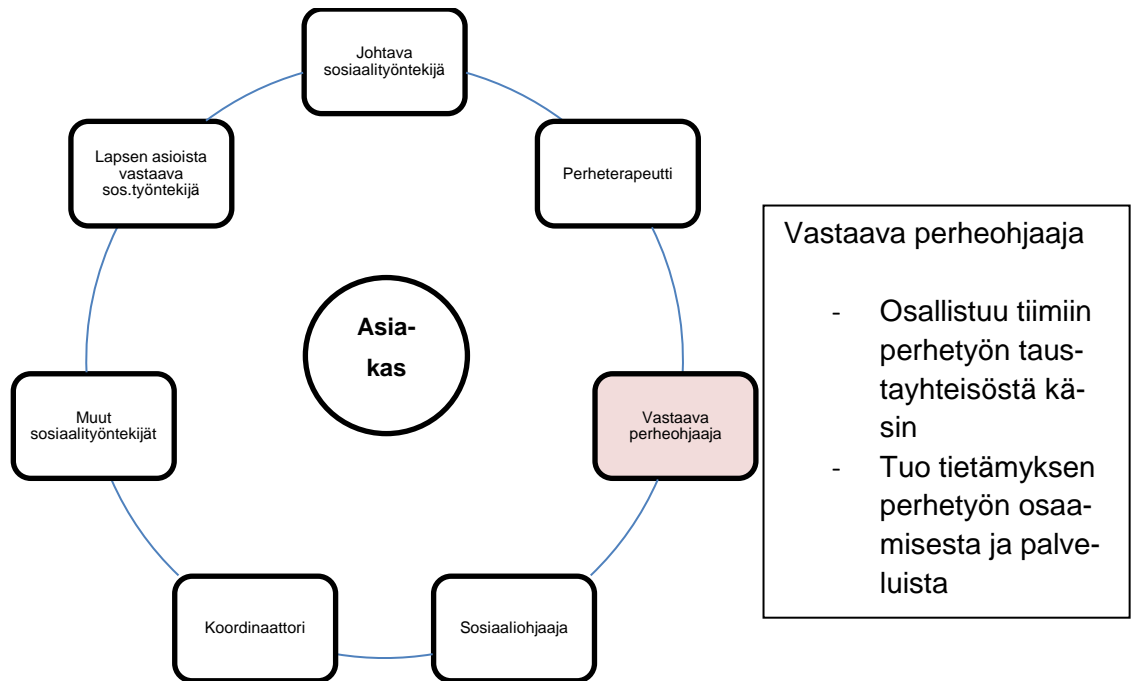 Johtava
sosiaalityöntekijä
Perheterapeutti
Vastaava
perheohjaaja
Sosiaaliohjaaja
Koordinaattori
Muut
sosiaalityöntekijät
Lapsen asioista
vastaava
sos.työntekijä
Asia-
kas
Vastaava perheohjaaja
- Osallistuu tiimiin
perhetyön taus-
tayhteisöstä kä-
sin
- Tuo tietämyksen
perhetyön osaa-
misesta ja palve-
luista